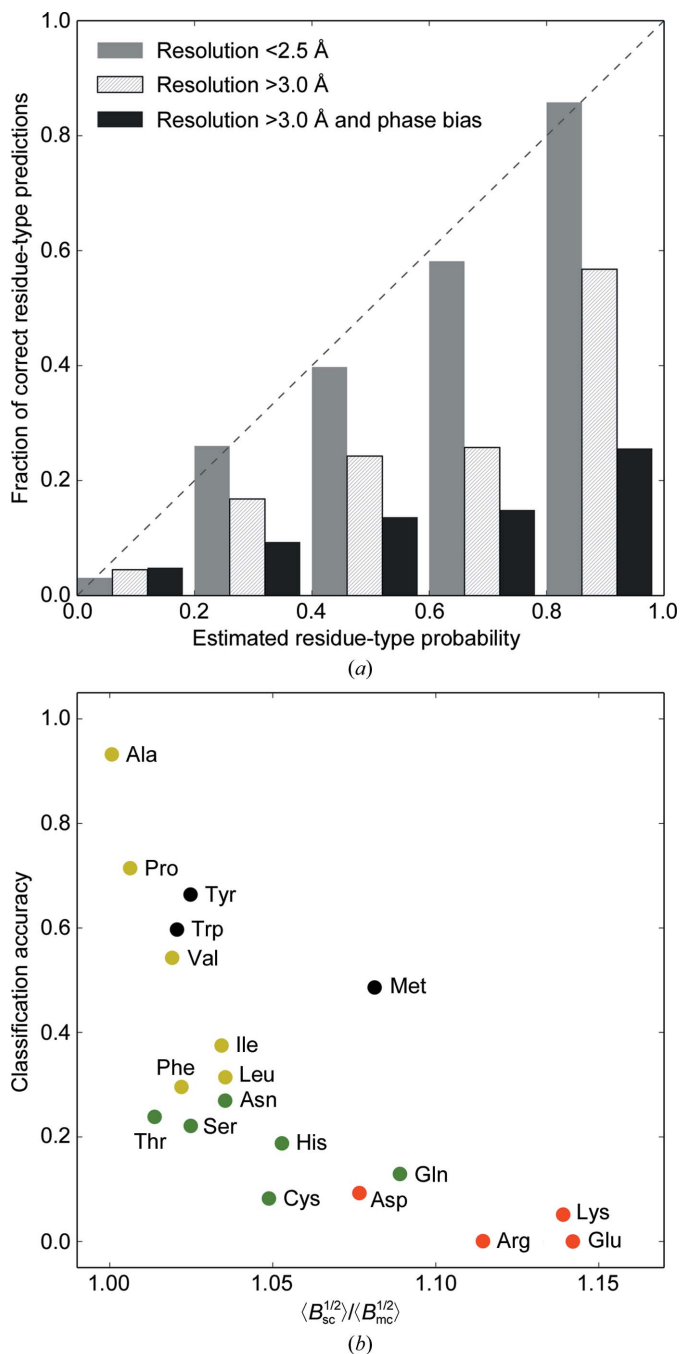 1.0
Resolution <2.5 Å
Resolution >3.0 Å
Resolution >3.0 Å and phase bias
0.8
0.6
0.4
0.2
0.0
Fraction of correct residue-type predictions
0.0 0.2 0.4 0.6 0.8 1.0
Estimated residue-type probability
(a)
1.0
Ala
0.8
Pro
Tyr
0.6
Trp
Val
Met
0.4
Ile
Phe
Leu
Asn
0.2
Thr
Ser
His
Gln
Cys
Asp
Lys
0.0
Arg
Glu
Classification accuracy
1.00 1.05 1.10 1.15
⟨B_sc^1/2⟩/⟨B_mc^1/2⟩
(b)